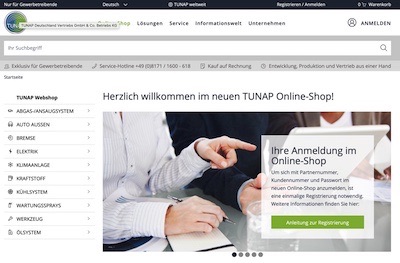 Nur für Gewerbetreibende
Deutsch
TUNAP weltweit
Registrieren / Anmelden
0 Warenkorb
TUNAP Deutschland Vertriebs GmbH & Co. Betriebs KG
Online-Shop Lösungen Service Informationswelt Unternehmen
ANMELDEN
Ihr Suchbegriff
Exklusiv für Gewerbetreibende
Service-Hotline +49 (0)8171 / 1600 - 618
Kauf auf Rechnung
Entwicklung, Produktion und Vertrieb aus einer Hand
Startseite
TUNAP Webshop
ABGAS-/ANSAUGSYSTEM
AUTO AUSSEN
BREMSE
ELEKTRIK
KLIMAANLAGE
KRAFTSTOFF
KÜHLSYSTEM
WARTUNGSSPRAYS
WERKZEUG
ÖLSYSTEM
Herzlich willkommen im neuen TUNAP Online-Shop!
Ihre Anmeldung im
Online-Shop
Um sich mit Partnernummer,
Kundennummer und Passwort im
neuen Online-Shop anzumelden, ist
eine einmalige Registrierung notwendig.
Weitere Informationen finden Sie hier:
Anleitung zur Registrierung